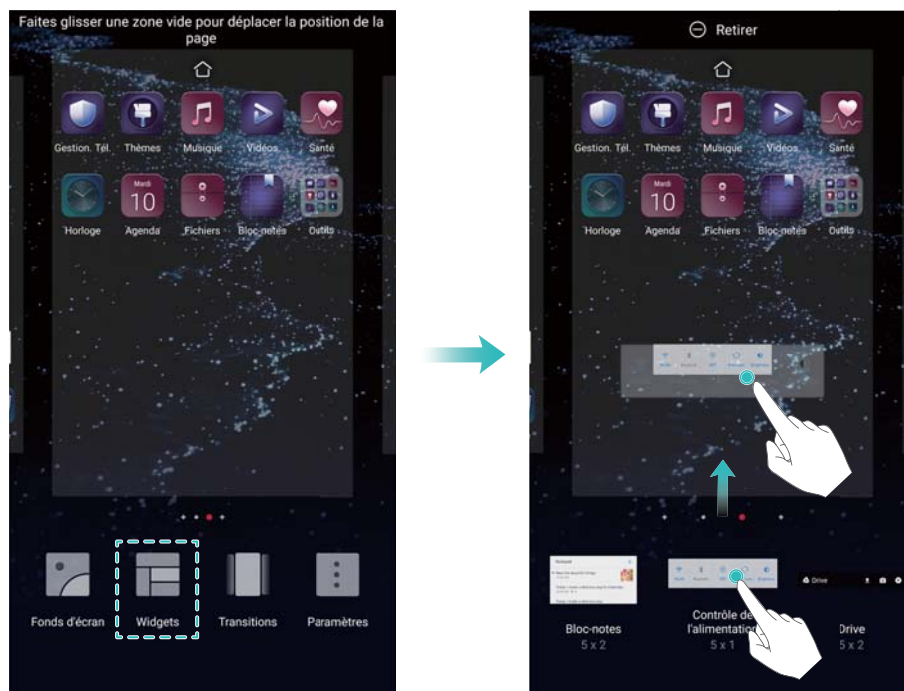 Faites glisser une zone vide pour déplacer la position de la
page
Gestion. Tél.
Thèmes
Musique
Vidéos
Santé
Mardi
10
Horloge
Agenda
Fichiers
Bloc-notes
Outils
Fonds d'écran
Widgets
Transitions
Paramètres
Retirer
Gestion. Tél.
Thèmes
Musique
Vidéos
Santé
Mardi
10
Horloge
Agenda
Fichiers
Bloc-notes
Outils
Drive
Bloc-notes
5 x 2
Contrôle de
l'alimentation
5 x 1
Drive
5 x 2